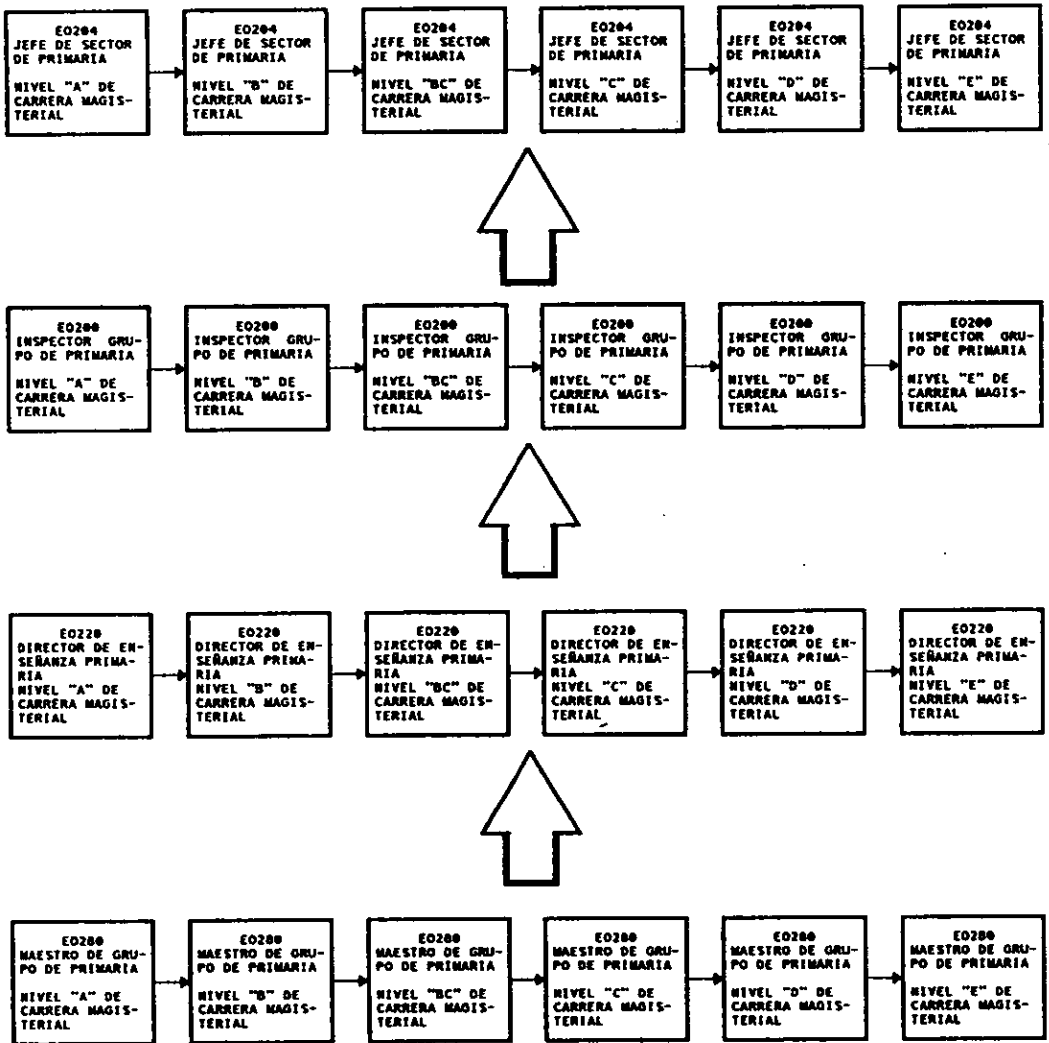 E0204
JEFE DE SECTOR
DE PRIMARIA
NIVEL "A" DE
CARRERA MAGIS-
TERIAL
E0204
JEFE DE SECTOR
DE PRIMARIA
NIVEL "B" DE
CARRERA MAGIS-
TERIAL
E0204
JEFE DE SECTOR
DE PRIMARIA
NIVEL "BC" DE
CARRERA MAGIS-
TERIAL
E0204
JEFE DE SECTOR
DE PRIMARIA
NIVEL "C" DE
CARRERA MAGIS-
TERIAL
E0204
JEFE DE SECTOR
DE PRIMARIA
NIVEL "D" DE
CARRERA MAGIS-
TERIAL
E0204
JEFE DE SECTOR
DE PRIMARIA
NIVEL "E" DE
CARRERA MAGIS-
TERIAL
E0200
INSPECTOR GRU-
PO DE PRIMARIA
NIVEL "A" DE
CARRERA MAGIS-
TERIAL
E0200
INSPECTOR GRU-
PO DE PRIMARIA
NIVEL "B" DE
CARRERA MAGIS-
TERIAL
E0200
INSPECTOR GRU-
PO DE PRIMARIA
NIVEL "BC" DE
CARRERA MAGIS-
TERIAL
E0200
INSPECTOR GRU-
PO DE PRIMARIA
NIVEL "C" DE
CARRERA MAGIS-
TERIAL
E0200
INSPECTOR GRU-
PO DE PRIMARIA
NIVEL "D" DE
CARRERA MAGIS-
TERIAL
E0200
INSPECTOR GRU-
PO DE PRIMARIA
NIVEL "E" DE
CARRERA MAGIS-
TERIAL
E0220
DIRECTOR DE EN-
SEÑANZA PRIMA-
RIA
NIVEL "A" DE
CARRERA MAGIS-
TERIAL
E0220
DIRECTOR DE EN-
SEÑANZA PRIMA-
RIA
NIVEL "B" DE
CARRERA MAGIS-
TERIAL
E0220
DIRECTOR DE EN-
SEÑANZA PRIMA-
RIA
NIVEL "BC" DE
CARRERA MAGIS-
TERIAL
E0220
DIRECTOR DE EN-
SEÑANZA PRIMA-
RIA
NIVEL "C" DE
CARRERA MAGIS-
TERIAL
E0220
DIRECTOR DE EN-
SEÑANZA PRIMA-
RIA
NIVEL "D" DE
CARRERA MAGIS-
TERIAL
E0220
DIRECTOR DE EN-
SEÑANZA PRIMA-
RIA
NIVEL "E" DE
CARRERA MAGIS-
TERIAL
E0280
MAESTRO DE GRU-
PO DE PRIMARIA
NIVEL "A" DE
CARRERA MAGIS-
TERIAL
E0280
MAESTRO DE GRU-
PO DE PRIMARIA
NIVEL "B" DE
CARRERA MAGIS-
TERIAL
E0280
MAESTRO DE GRU-
PO DE PRIMARIA
NIVEL "BC" DE
CARRERA MAGIS-
TERIAL
E0280
MAESTRO DE GRU-
PO DE PRIMARIA
NIVEL "C" DE
CARRERA MAGIS-
TERIAL
E0280
MAESTRO DE GRU-
PO DE PRIMARIA
NIVEL "D" DE
CARRERA MAGIS-
TERIAL
E0280
MAESTRO DE GRU-
PO DE PRIMARIA
NIVEL "E" DE
CARRERA MAGIS-
TERIAL